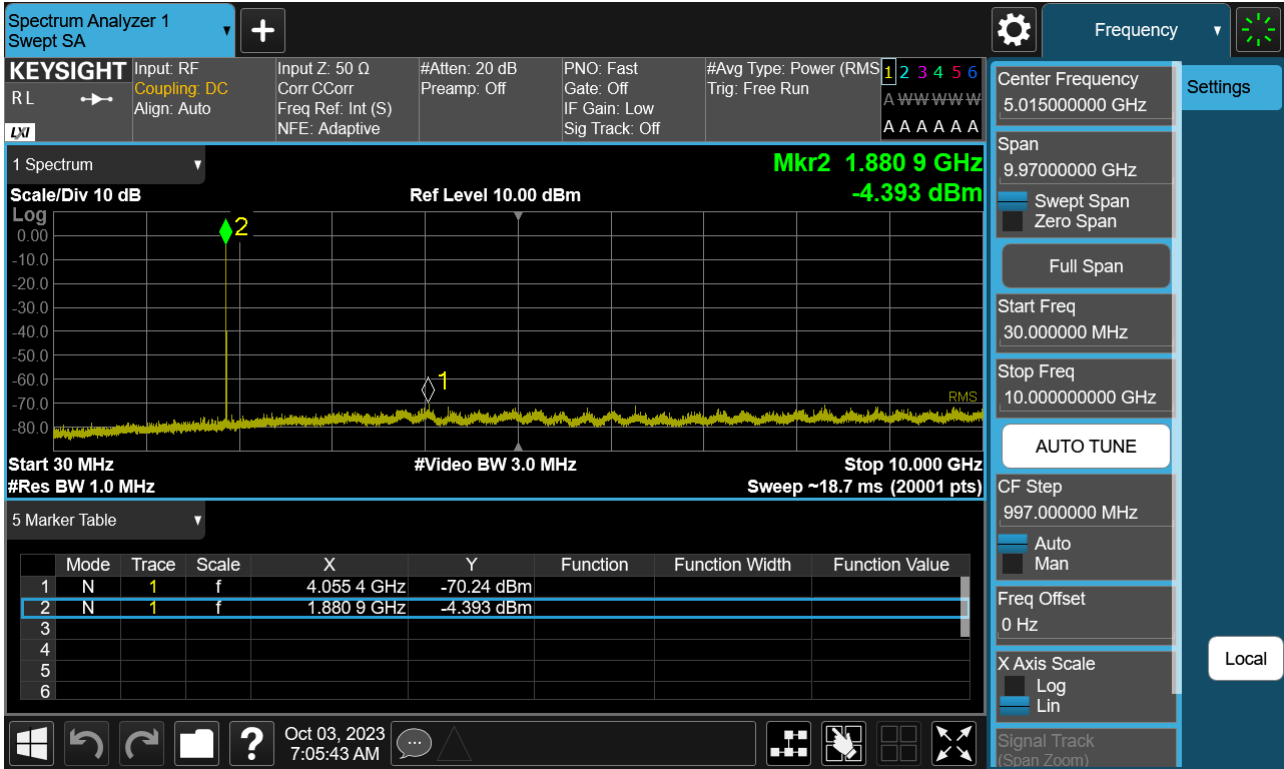 Spectrum Analyzer 1
Swept SA
Frequency
KEYSIGHT
R L
LXI
Input: RF
Coupling: DC
Align: Auto
Input Z: 50 Ω
Corr CCorr
Freq Ref: Int (S)
NFE: Adaptive
#Atten: 20 dB
Preamp: Off
PNO: Fast
Gate: Off
IF Gain: Low
Sig Track: Off
#Avg Type: Power (RMS
Trig: Free Run
1 2 3 4 5 6
A W W W W W
A A A A A A
1 Spectrum
Mkr2 1.880 9 GHz
-4.393 dBm
Scale/Div 10 dB
Ref Level 10.00 dBm
Log
0.00
-10.0
-20.0
-30.0
-40.0
-50.0
-60.0
-70.0
-80.0
2
1
RMS
Start 30 MHz
#Video BW 3.0 MHz
Stop 10.000 GHz
#Res BW 1.0 MHz
Sweep ~18.7 ms (20001 pts)
5 Marker Table
Mode Trace Scale X Y Function Function Width Function Value
1 N 1 f 4.055 4 GHz -70.24 dBm
2 N 1 f 1.880 9 GHz -4.393 dBm
3
4
5
6
Oct 03, 2023
7:05:43 AM
Center Frequency
5.015000000 GHz
Span
9.97000000 GHz
Swept Span
Zero Span
Full Span
Start Freq
30.000000 MHz
Stop Freq
10.000000000 GHz
AUTO TUNE
CF Step
997.000000 MHz
Auto
Man
Freq Offset
0 Hz
X Axis Scale
Log
Lin
Signal Track
(Span Zoom)
Settings
Local